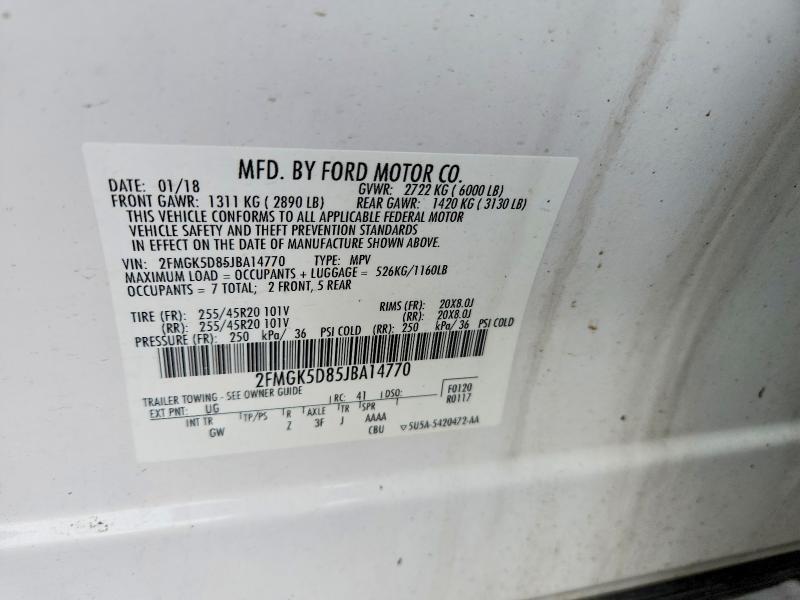 MFD. BY FORD MOTOR CO.
DATE: 01/18 GVWR: 2722 KG ( 6000 LB)
FRONT GAWR: 1311 KG ( 2890 LB) REAR GAWR: 1420 KG ( 3130 LB)
THIS VEHICLE CONFORMS TO ALL APPLICABLE FEDERAL MOTOR
VEHICLE SAFETY AND THEFT PREVENTION STANDARDS
IN EFFECT ON THE DATE OF MANUFACTURE SHOWN ABOVE.
VIN: 2FMGK5D85JBA14770 TYPE: MPV
MAXIMUM LOAD = OCCUPANTS + LUGGAGE = 526KG/1160LB
OCCUPANTS = 7 TOTAL; 2 FRONT, 5 REAR
TIRE (FR): 255/45R20 101V RIMS (FR): 20X8.0J
(RR): 255/45R20 101V (RR): 20X8.0J
PRESSURE (FR): 250 kPa/ 36 PSI COLD (RR): 250 kPa/ 36 PSI COLD
2FMGK5D85JBA14770
TRAILER TOWING - SEE OWNER GUIDE F0120
EXT PNT: UG RC: 41 DSO: R0117
INT TR TP/PS R AXLE TR SPR
GW Z 3F J AAAA
CBU ▽5U5A-5420472-AA